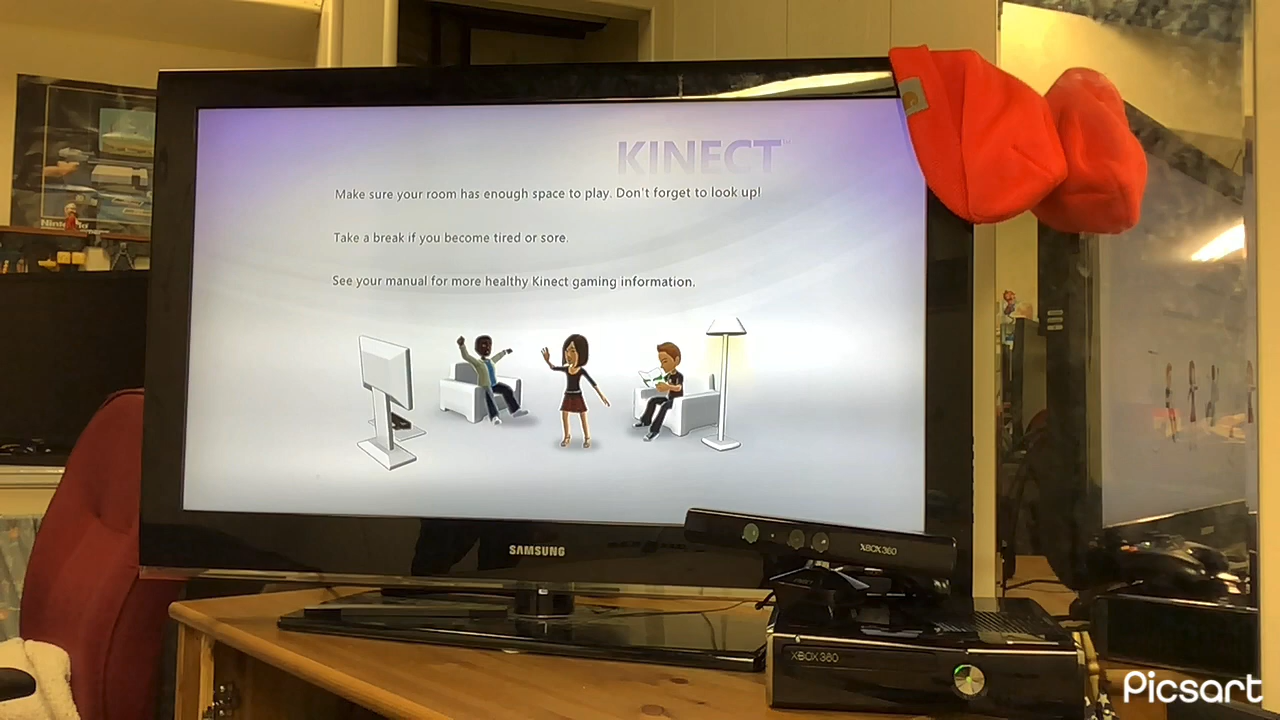 KINECT™
Make sure your room has enough space to play. Don't forget to look up!
Take a break if you become tired or sore.
See your manual for more healthy Kinect gaming information.
SAMSUNG
XBOX 360
XBOX 360
Picsart